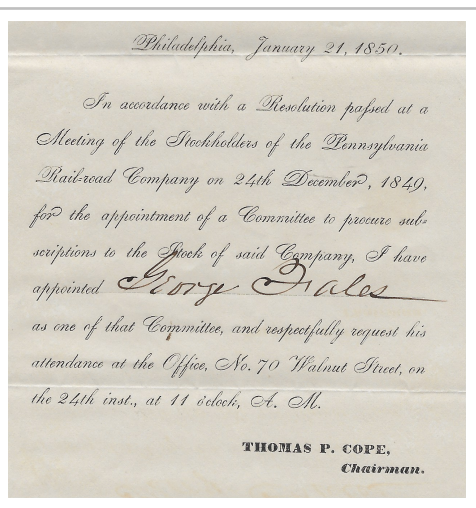 Philadelphia, January 21, 1850.
In accordance with a Resolution passed at a
Meeting of the Stockholders of the Pennsylvania
Rail-road Company on 24th December, 1849,
for the appointment of a Committee to procure sub-
scriptions to the Stock of said Company, I have
appointed George Fales
as one of that Committee, and respectfully request his
attendance at the Office, No. 70 Walnut Street, on
the 24th inst., at 11 o'clock, A. M.
THOMAS P. COPE,
Chairman.